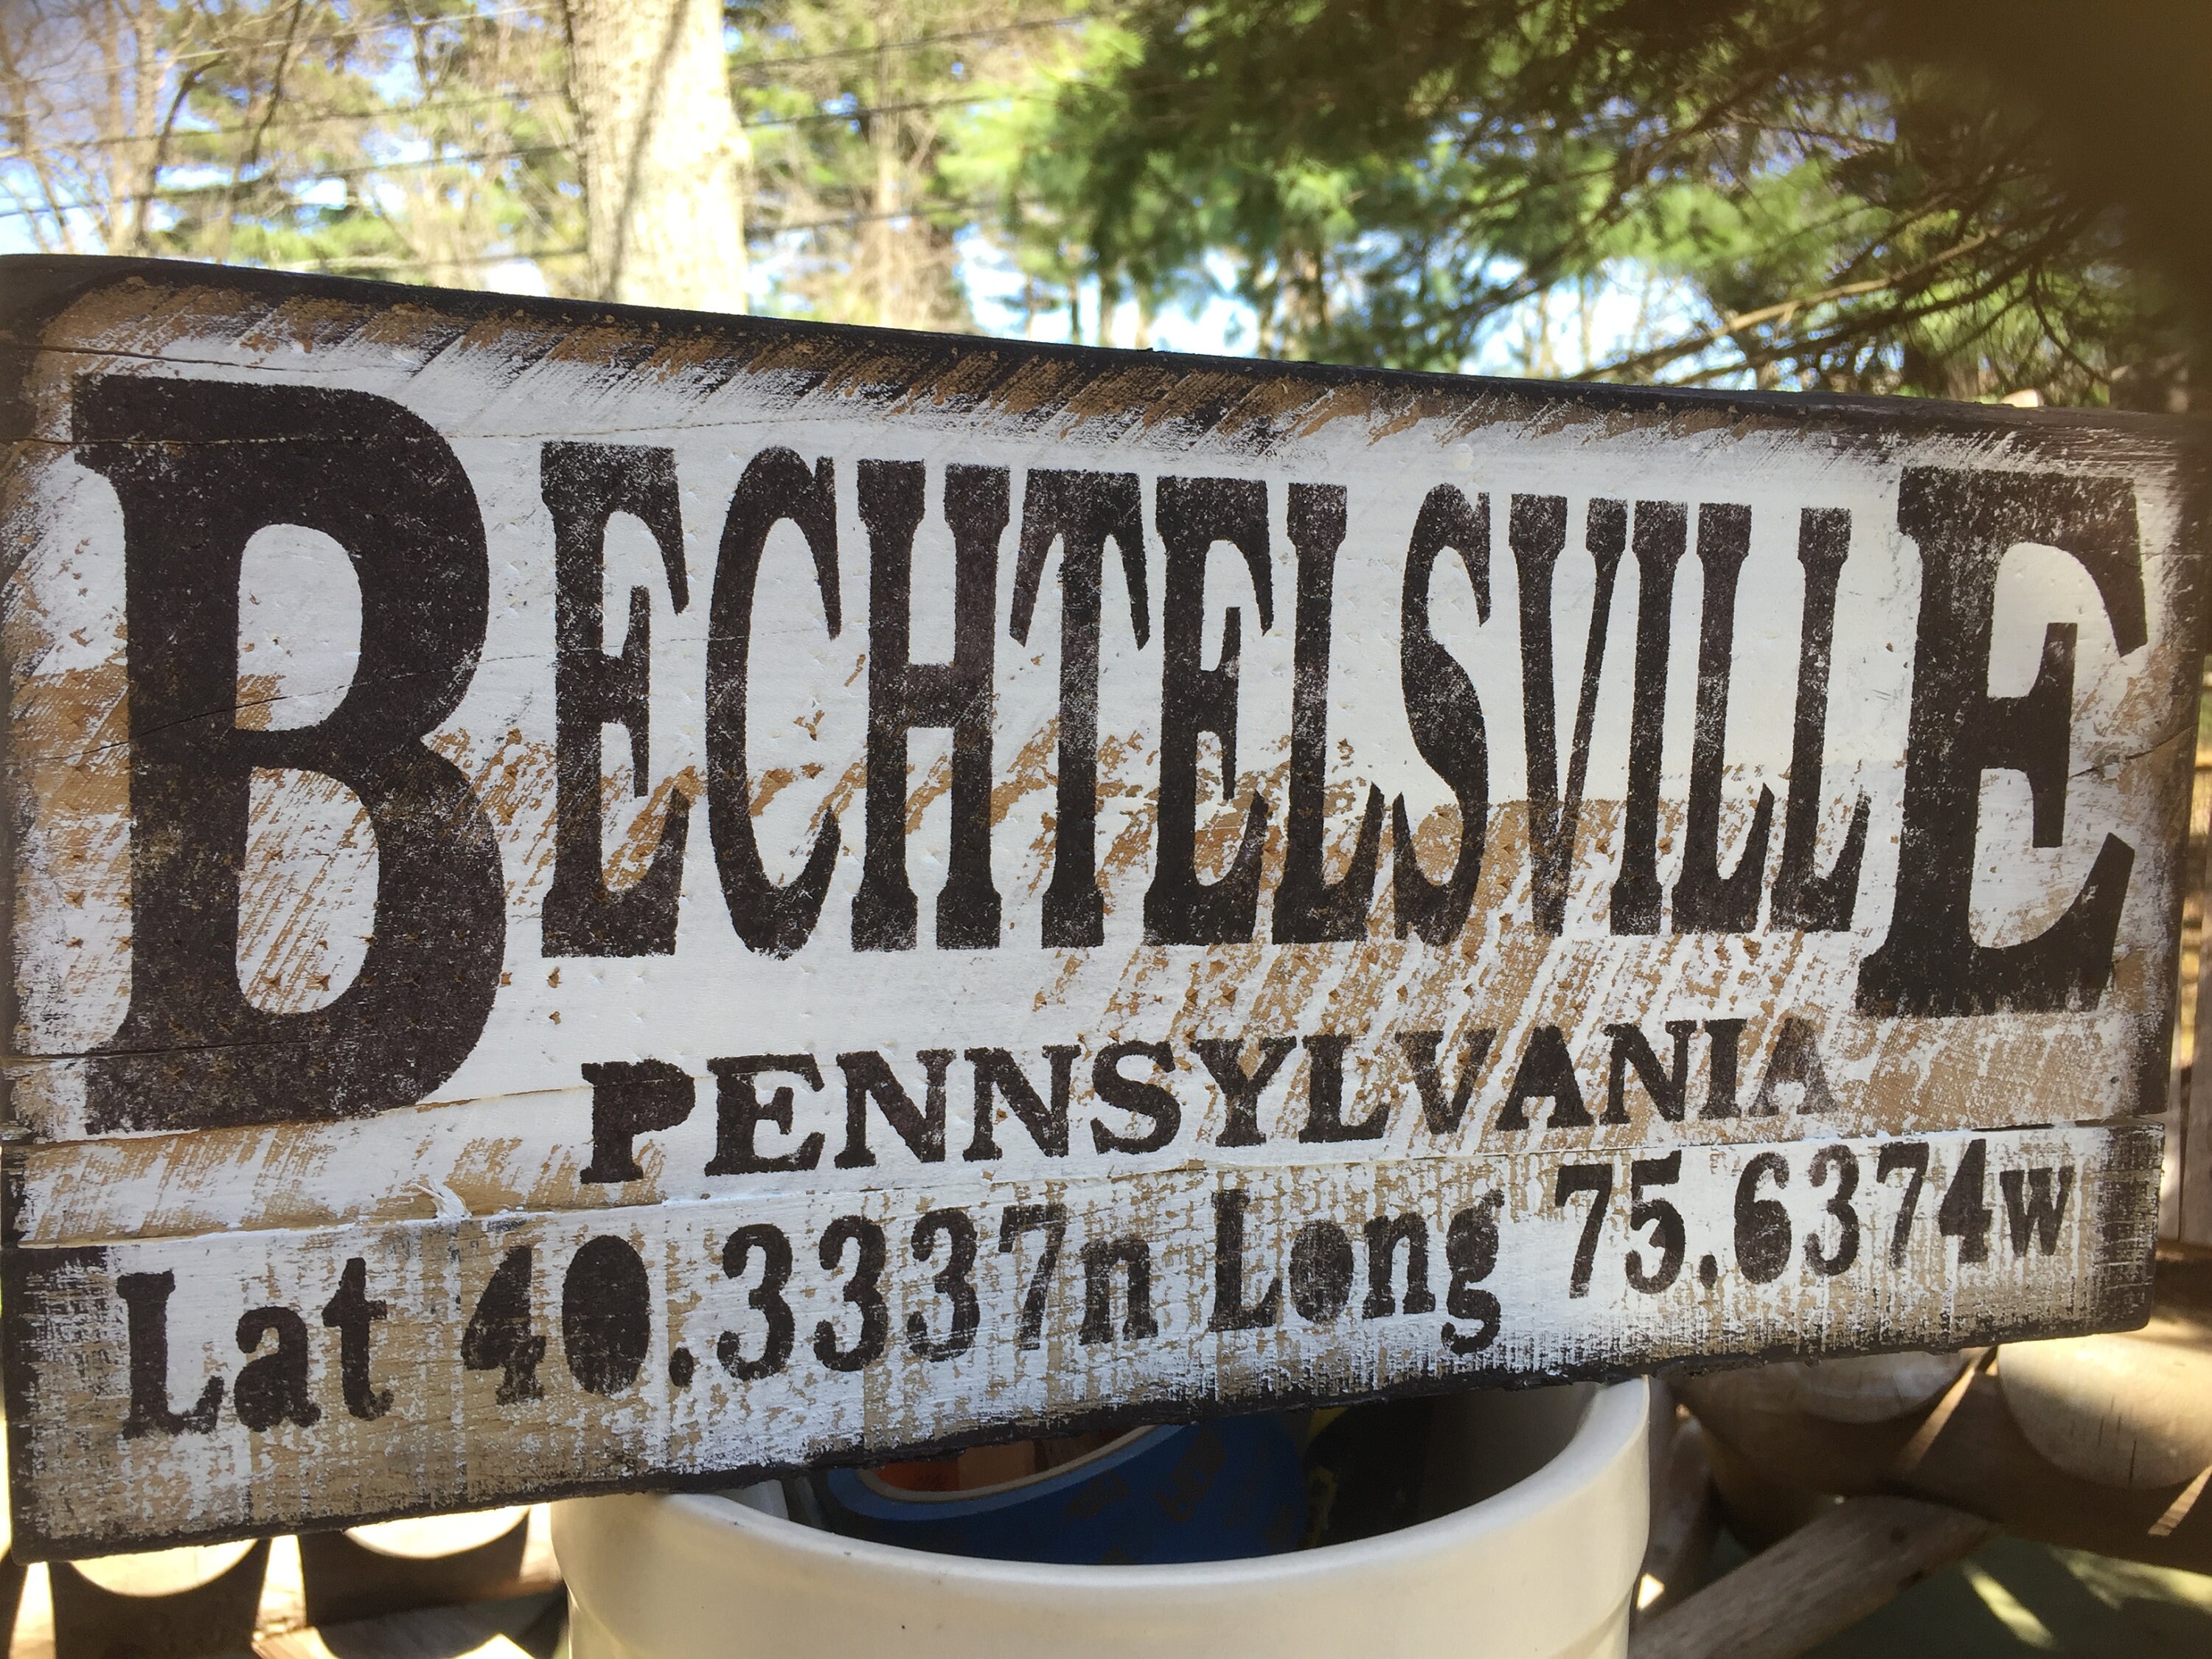 BECHTELSVILLE
PENNSYLVANIA
Lat 40.3337n Long 75.6374w